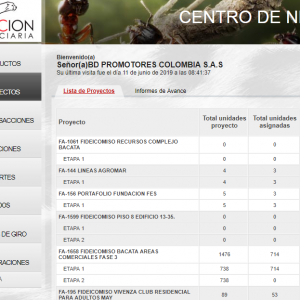 CION
CIARIA
CENTRO DE N
Bienvenido(a)
Señor(a)BD PROMOTORES COLOMBIA S.A.S
Su última visita fue el día 11 de junio de 2019 a las 08:41:37
UCTOS
ECTOS
SACCIONES
CIONES
RTES
DOS
DE GIRO
RACIONES
A
Lista de Proyectos Informes de Avance
Proyecto Total unidades proyecto Total unidades asignadas
FA-1061 FIDEICOMISO RECURSOS COMPLEJO BACATA 0 0
ETAPA 1 0 0
FA-144 LINEAS AGROMAR 4 3
ETAPA 1 4 3
FA-156 PORTAFOLIO FUNDACION FES 5 3
ETAPA 1 5 3
FA-1599 FIDEICOMISO PISO 8 EDIFICIO 13-35. 0 0
ETAPA 1 0 0
ETAPA 2 0 0
FIDEICOMISO BACATA AREAS COMERCIALES FASE 3 1476 714
ETAPA 1 738 714
ETAPA 2 738 0
FA-195 FIDEICOMISO VIVENZA CLUB RESIDENCIAL PARA ADULTOS MAY 89 53